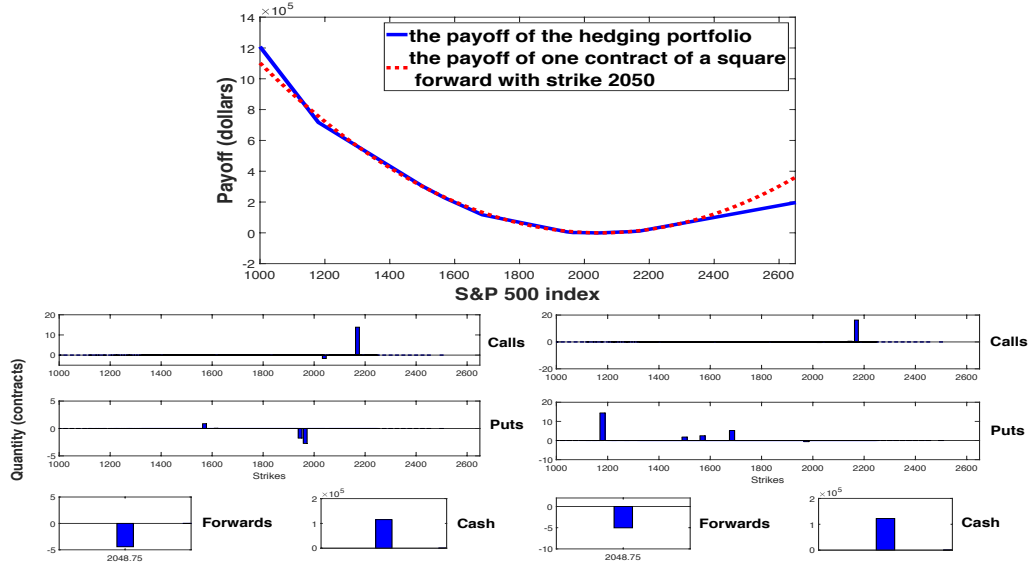 ×10⁵
14
12
10
8
6
4
2
0
-2
Payoff (dollars)
the payoff of the hedging portfolio
the payoff of one contract of a square
forward with strike 2050
1000 1200 1400 1600 1800 2000 2200 2400 2600
S&P 500 index
Quantity (contracts)
20
10
0
-5
1000 1200 1400 1600 1800 2000 2200 2400 2600
Calls
20
0
-20
1000 1200 1400 1600 1800 2000 2200 2400 2600
Calls
5
0
-5
1000 1200 1400 1600 1800 2000 2200 2400 2600
Strikes
Puts
20
10
0
-10
1000 1200 1400 1600 1800 2000 2200 2400 2600
Strikes
Puts
5
0
-5
2048.75
Forwards
×10⁵
2
1
0
Cash
0
-5
-10
2048.75
Forwards
×10⁵
2
1
0
Cash